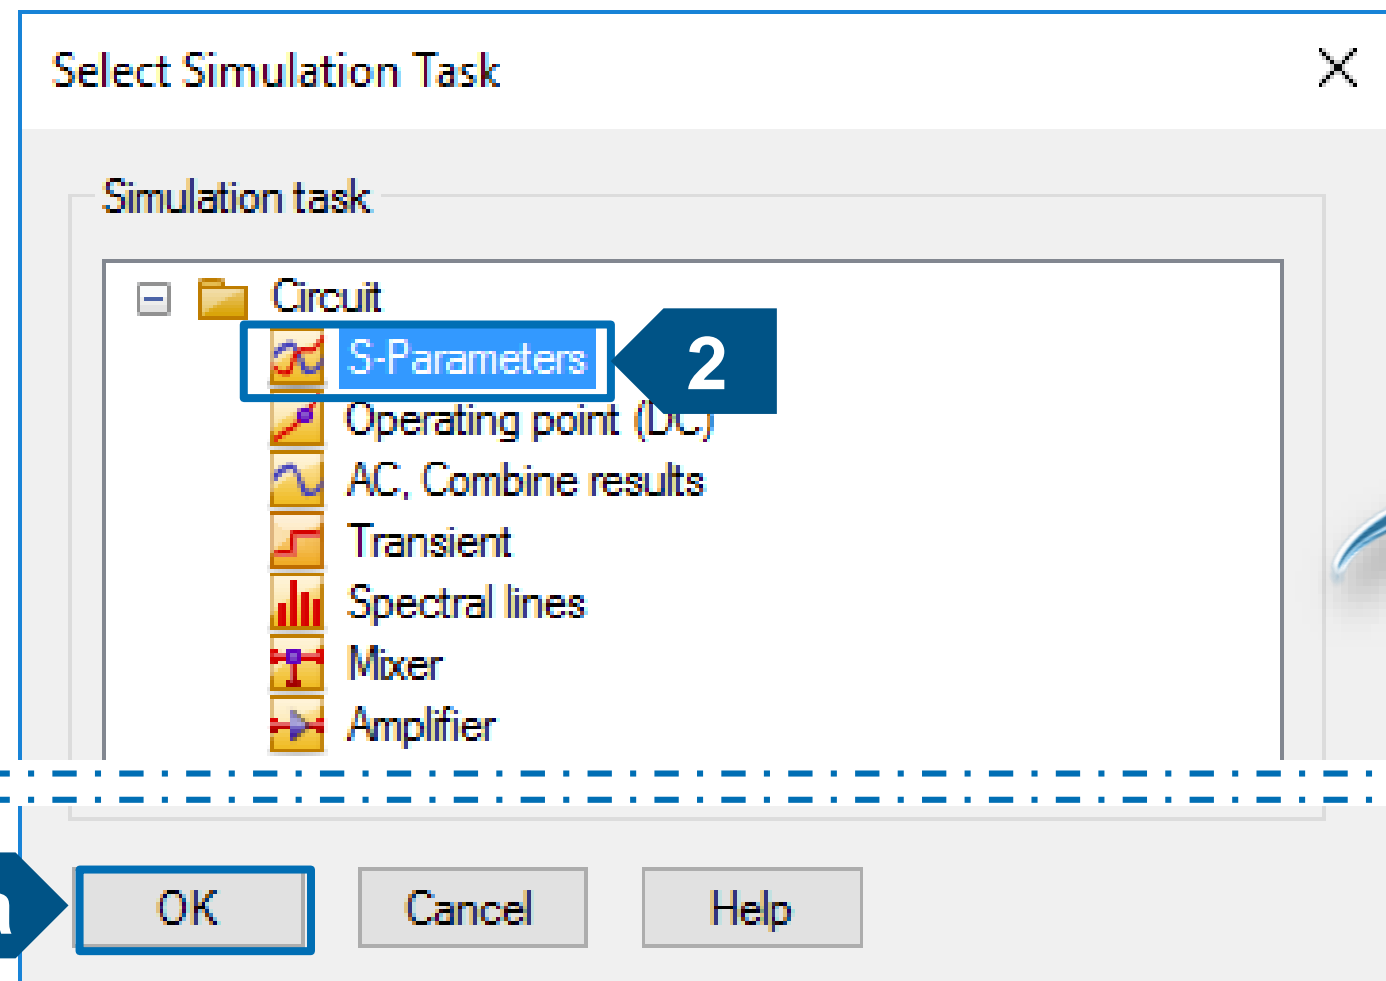 Select Simulation Task
Simulation task
Circuit
S-Parameters
2
Operating point (DC)
AC, Combine results
Transient
Spectral lines
Mixer
Amplifier
a
OK
Cancel
Help